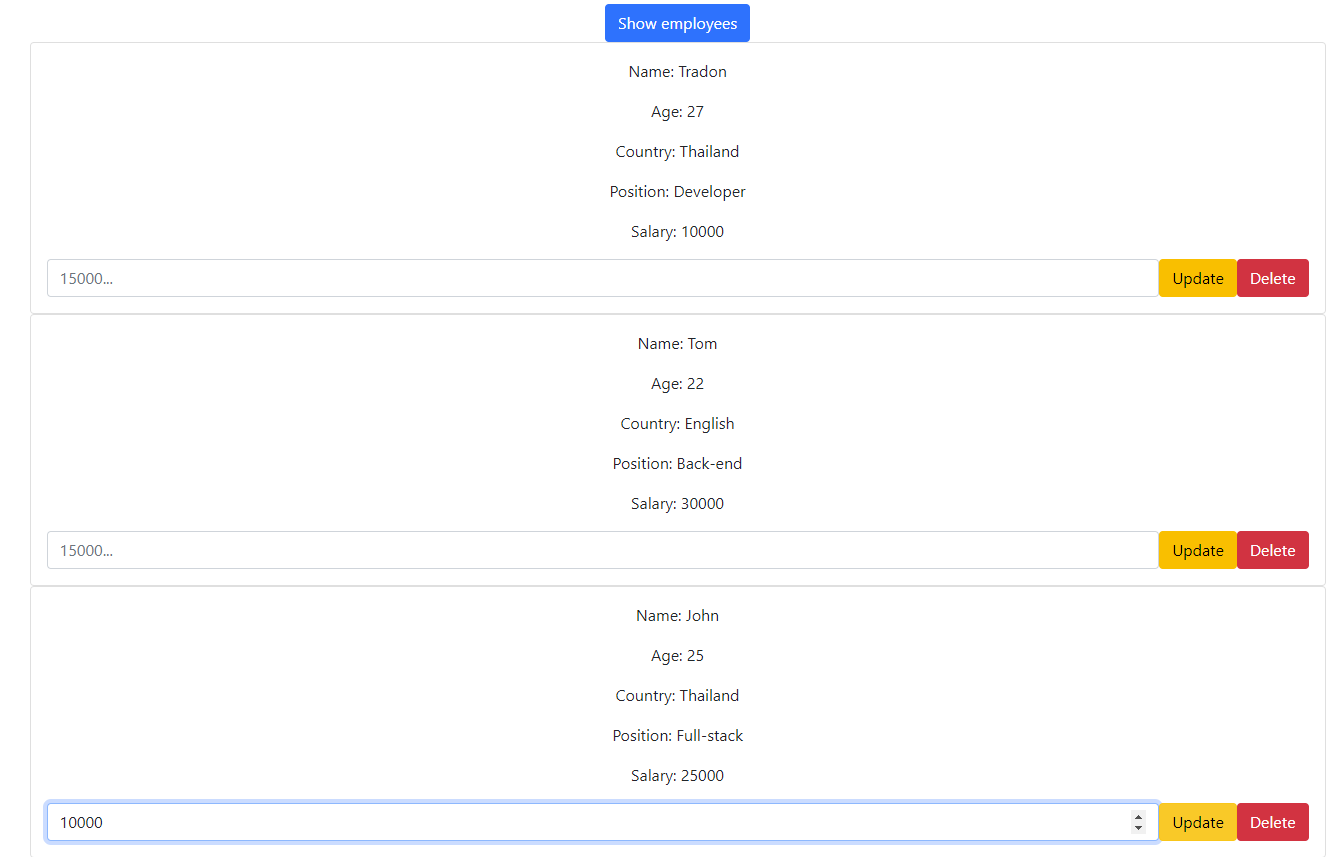 Show employees
Name: Tradon
Age: 27
Country: Thailand
Position: Developer
Salary: 10000
15000... Update Delete
Name: Tom
Age: 22
Country: English
Position: Back-end
Salary: 30000
15000... Update Delete
Name: John
Age: 25
Country: Thailand
Position: Full-stack
Salary: 25000
10000 Update Delete